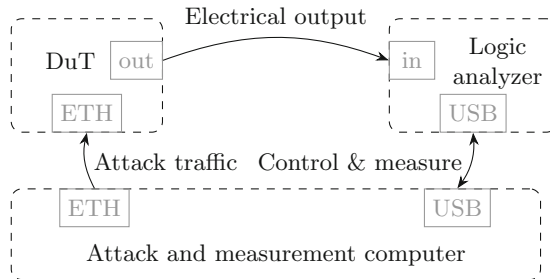 Electrical output
DuT
out
in
Logic
analyzer
ETH
USB
Attack traffic
Control & measure
ETH
USB
Attack and measurement computer